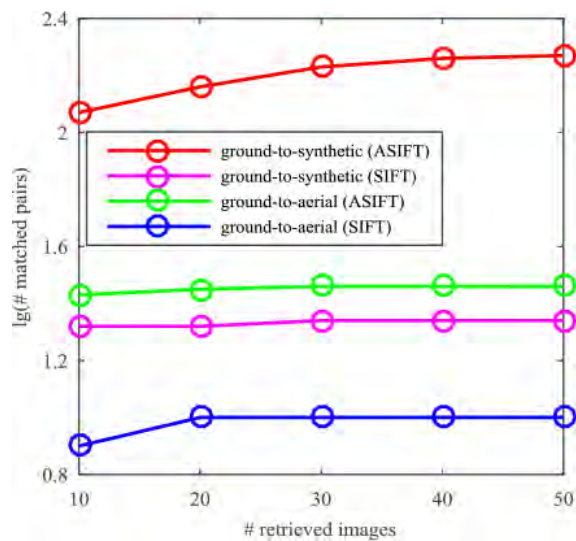 2.4
2
1.6
1.2
0.8
lg(# matched pairs)
ground-to-synthetic (ASIFT)
ground-to-synthetic (SIFT)
ground-to-aerial (ASIFT)
ground-to-aerial (SIFT)
10 20 30 40 50
# retrieved images